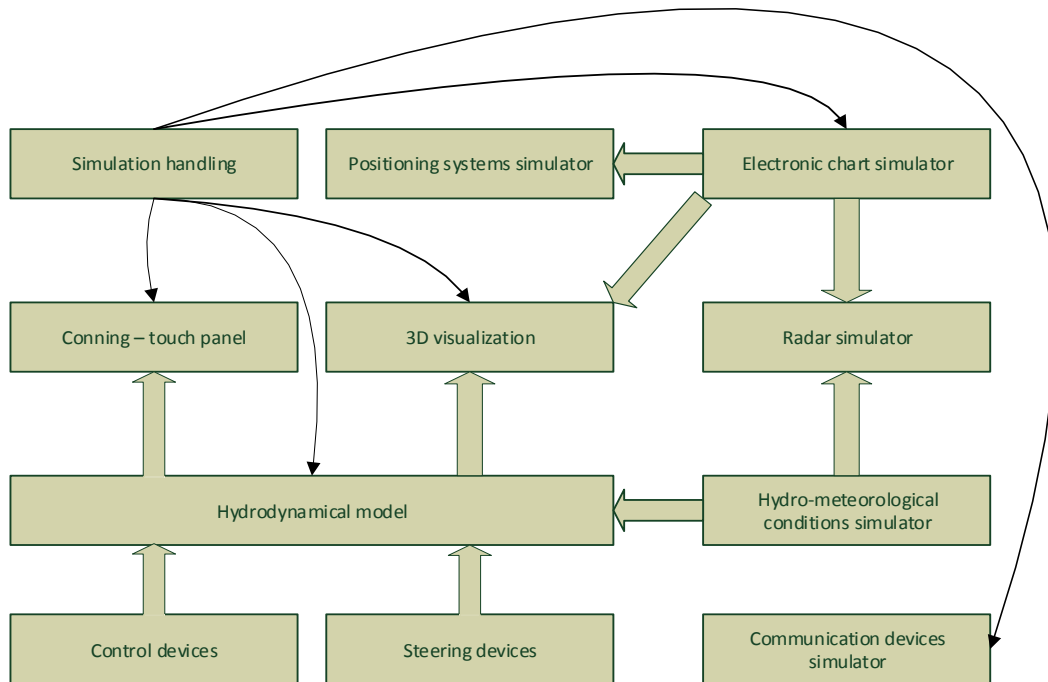 Simulation handling
Positioning systems simulator
Electronic chart simulator
Conning – touch panel
3D visualization
Radar simulator
Hydrodynamical model
Hydro-meteorological
conditions simulator
Control devices
Steering devices
Communication devices
simulator